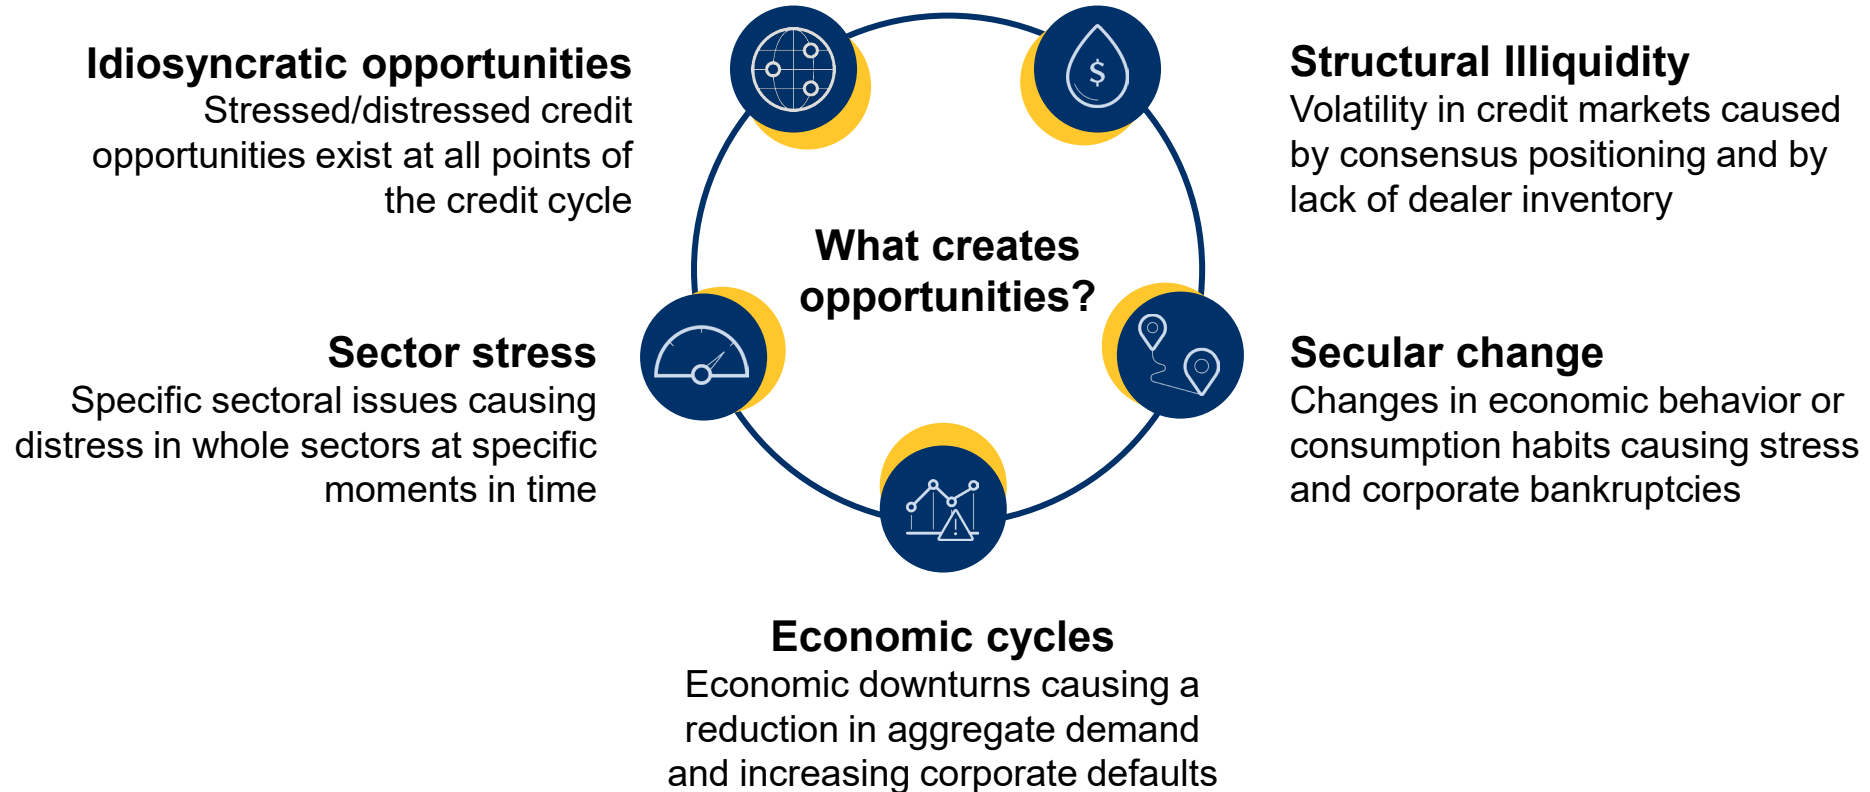 Idiosyncratic opportunities
Stressed/distressed credit
opportunities exist at all points of
the credit cycle
$
Structural Illiquidity
Volatility in credit markets caused
by consensus positioning and by
lack of dealer inventory
What creates
opportunities?
Sector stress
Specific sectoral issues causing
distress in whole sectors at specific
moments in time
Secular change
Changes in economic behavior or
consumption habits causing stress
and corporate bankruptcies
Economic cycles
Economic downturns causing a
reduction in aggregate demand
and increasing corporate defaults